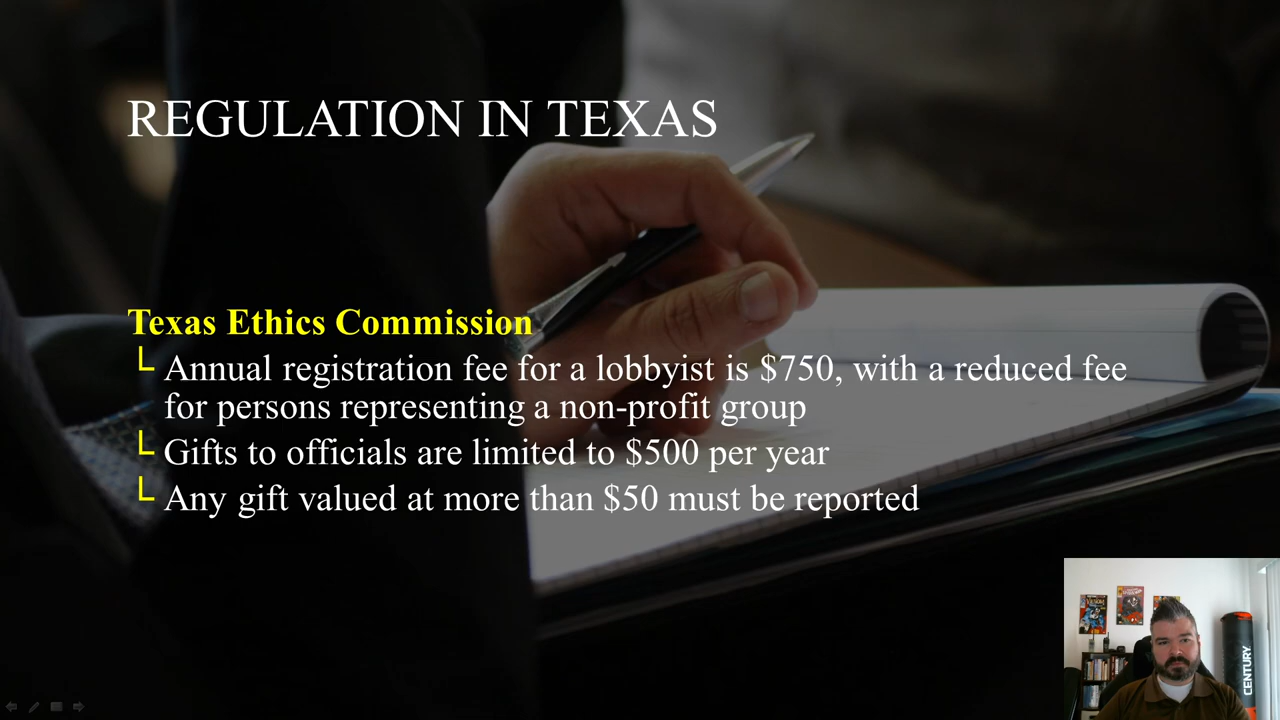 REGULATION IN TEXAS
Texas Ethics Commission
Annual registration fee for a lobbyist is $750, with a reduced fee
for persons representing a non-profit group
Gifts to officials are limited to $500 per year
Any gift valued at more than $50 must be reported
CENTURY